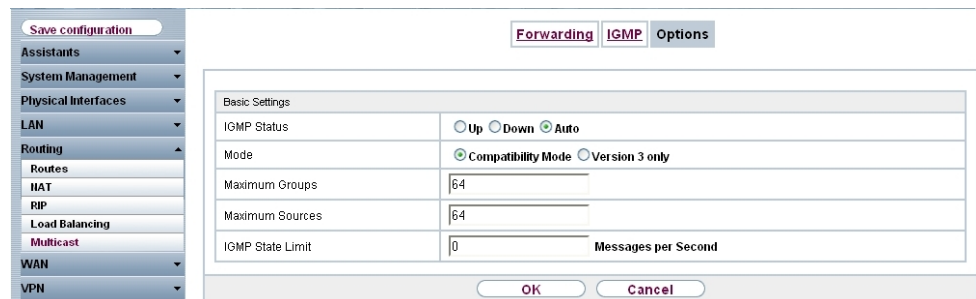 Save configuration
Assistants
System Management
Physical Interfaces
LAN
Routing
Routes
NAT
RIP
Load Balancing
Multicast
WAN
VPN
Forwarding IGMP Options
Basic Settings
IGMP Status Up Down Auto
Mode Compatibility Mode Version 3 only
Maximum Groups 64
Maximum Sources 64
IGMP State Limit 0 Messages per Second
OK Cancel